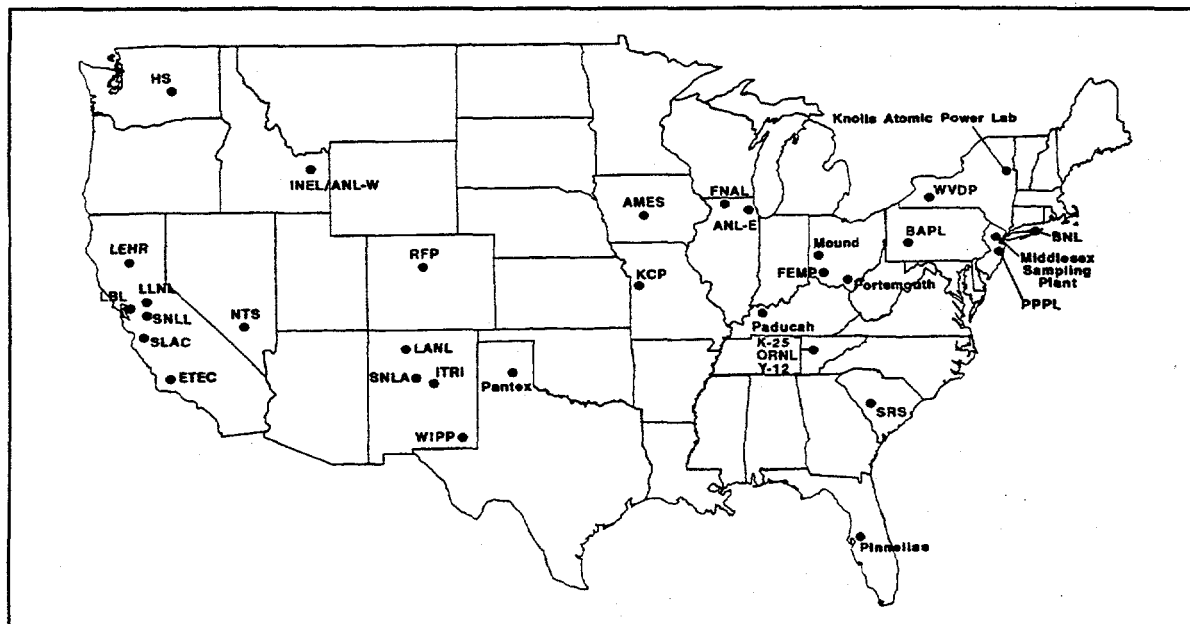 HS
Knolls Atomic Power Lab
INEL/ANL-W
WVDP
AMES
FNAL
ANL-E
BNL
LEHR
RFP
Mound
BAPL
Middlesex
Sampling
Plant
LLNL
KCP
FEMP
Portsmouth
LBL
SNLL
NTS
PPPL
Paducah
SLAC
K-25
ORNL
Y-12
LANL
ETEC
SNLA
ITRI
Pantex
SRS
WIPP
Pinnellas